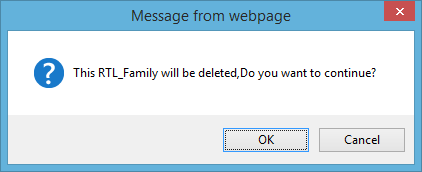 Message from webpage
This RTL_Family will be deleted,Do you want to continue?
OK
Cancel